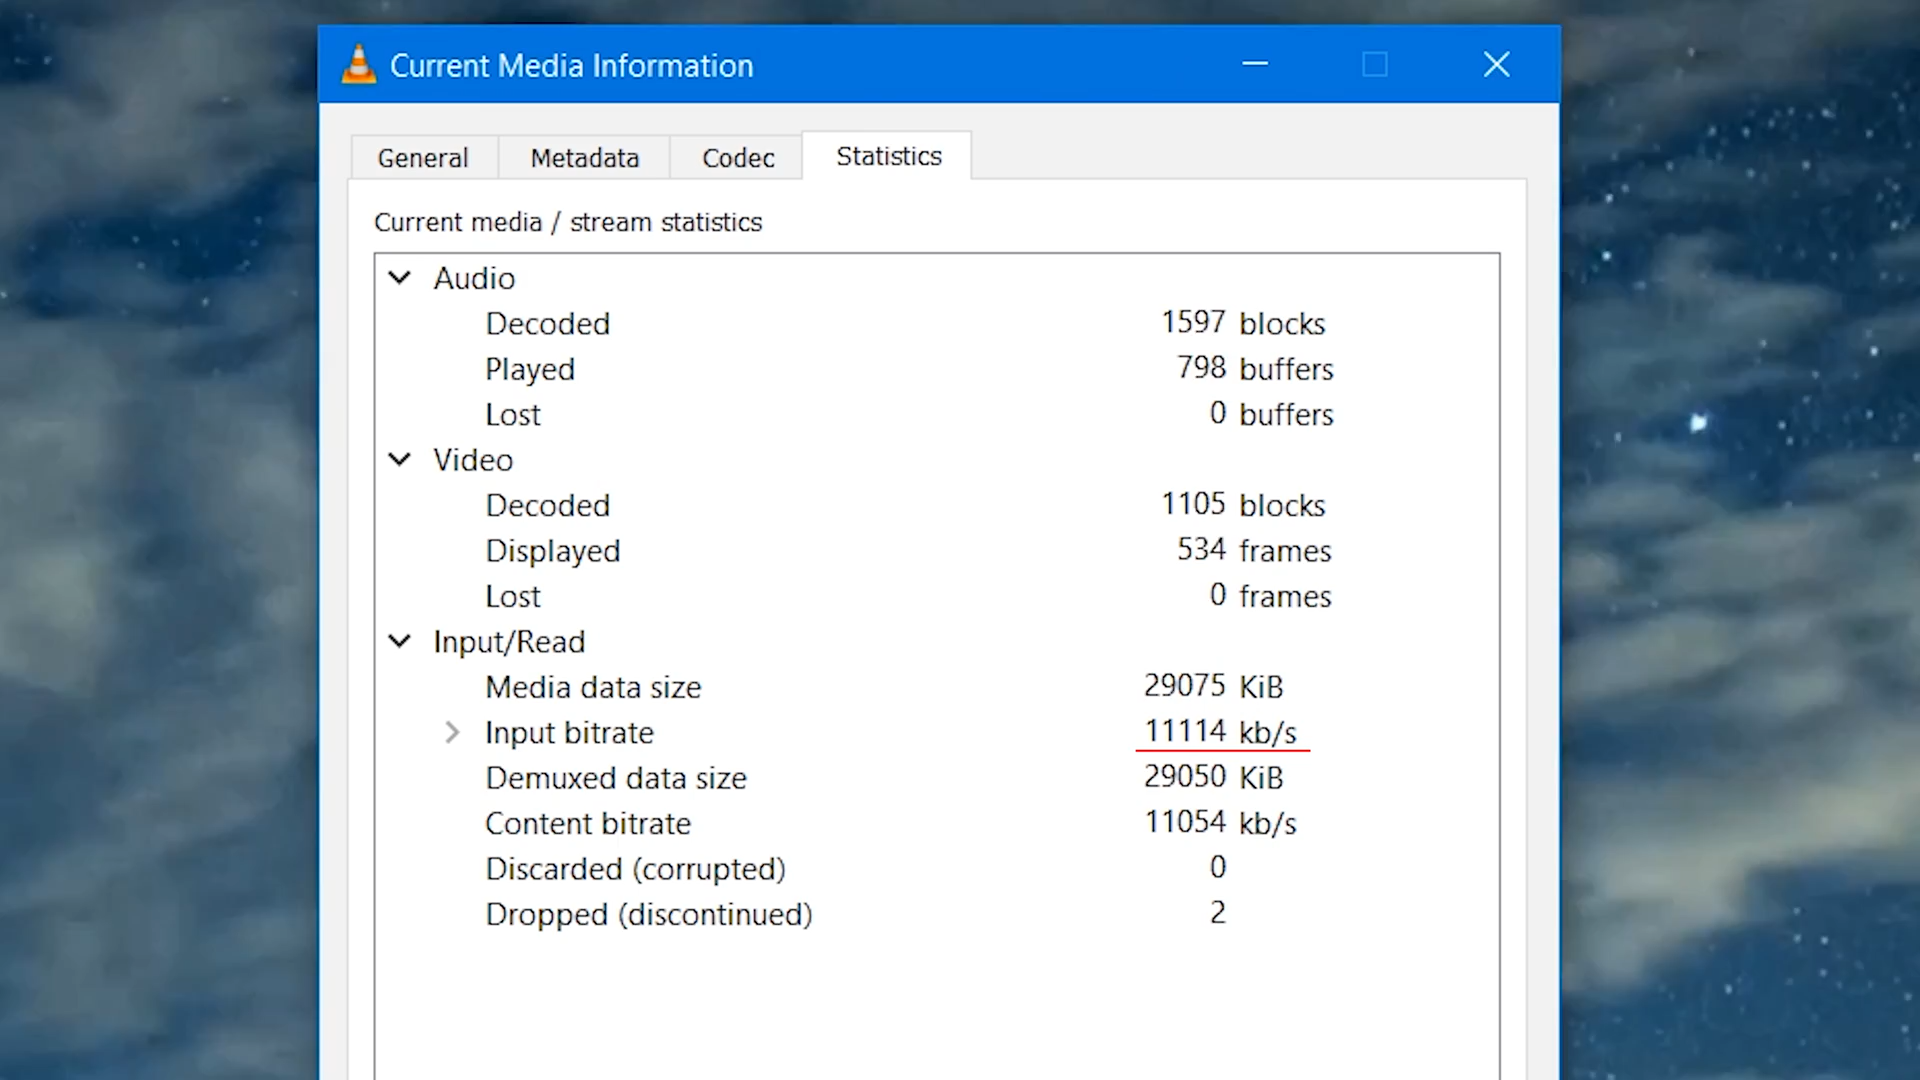 Current Media Information
General Metadata Codec Statistics
Current media / stream statistics
Audio
Decoded 1597 blocks
Played 798 buffers
Lost 0 buffers
Video
Decoded 1105 blocks
Displayed 534 frames
Lost 0 frames
Input/Read
Media data size 29075 KiB
Input bitrate 11114 kb/s
Demuxed data size 29050 KiB
Content bitrate 11054 kb/s
Discarded (corrupted) 0
Dropped (discontinued) 2